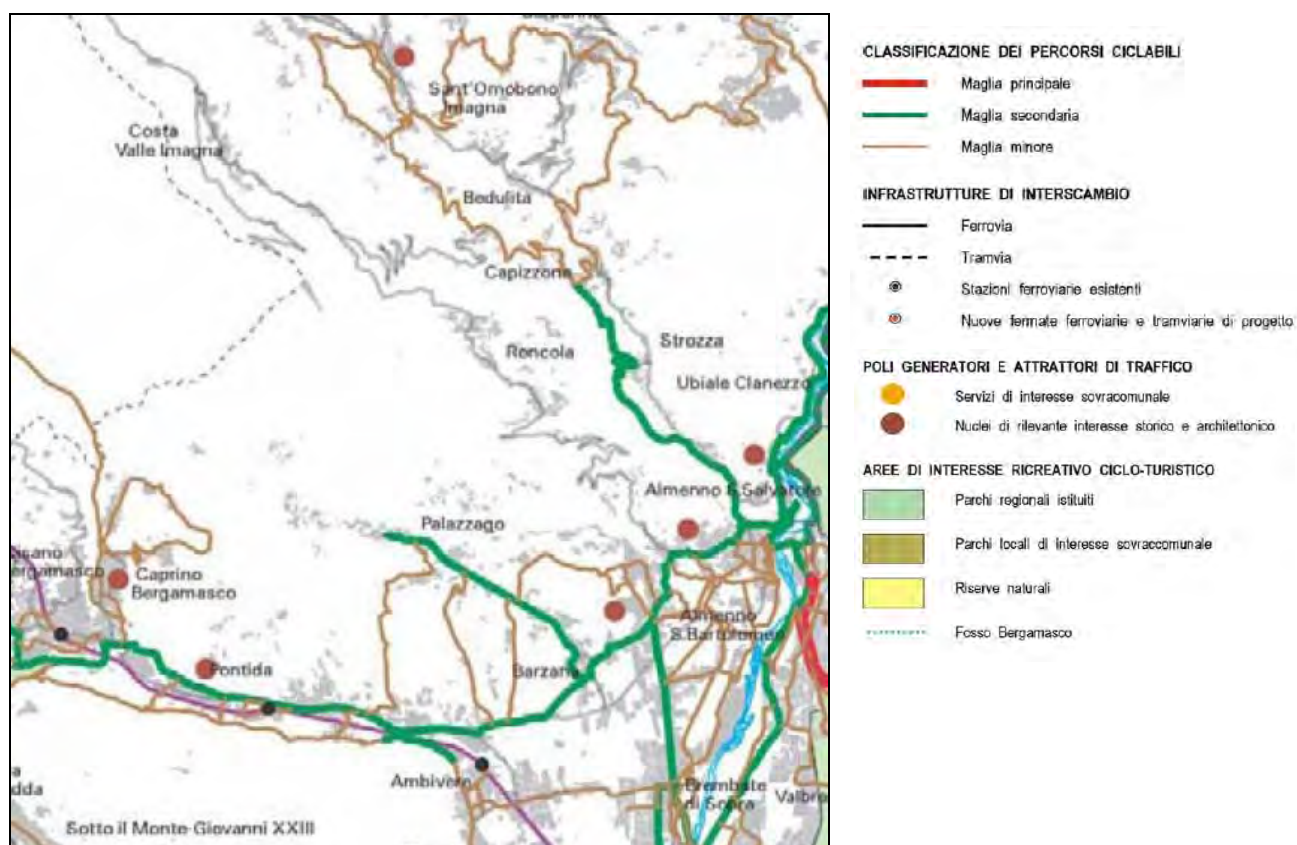 Sant'Omobono
Imagna
Costa
Valle Imagna
Bedulita
Capizzone
Strozza
Roncola
Ubiale Clanezzo
Almenno S.Salvatore
Palazzago
Caprino
Bergamasco
Almenno
S.Bartolomeo
Barzana
Pontida
Ambivere
Brembate
di Sopra
Valbre
dda
Sotto il Monte Giovanni XXIII
CLASSIFICAZIONE DEI PERCORSI CICLABILI
Maglia principale
Maglia secondaria
Maglia minore
INFRASTRUTTURE DI INTERSCAMBIO
Ferrovia
Tramvia
Stazioni ferroviarie esistenti
Nuove fermate ferroviarie e tramviarie di progetto
POLI GENERATORI E ATTRATTORI DI TRAFFICO
Servizi di interesse sovracomunale
Nuclei di rilevante interesse storico e architettonico
AREE DI INTERESSE RICREATIVO CICLO-TURISTICO
Parchi regionali istituiti
Parchi locali di interesse sovraccomunale
Riserve naturali
Fosso Bergamasco